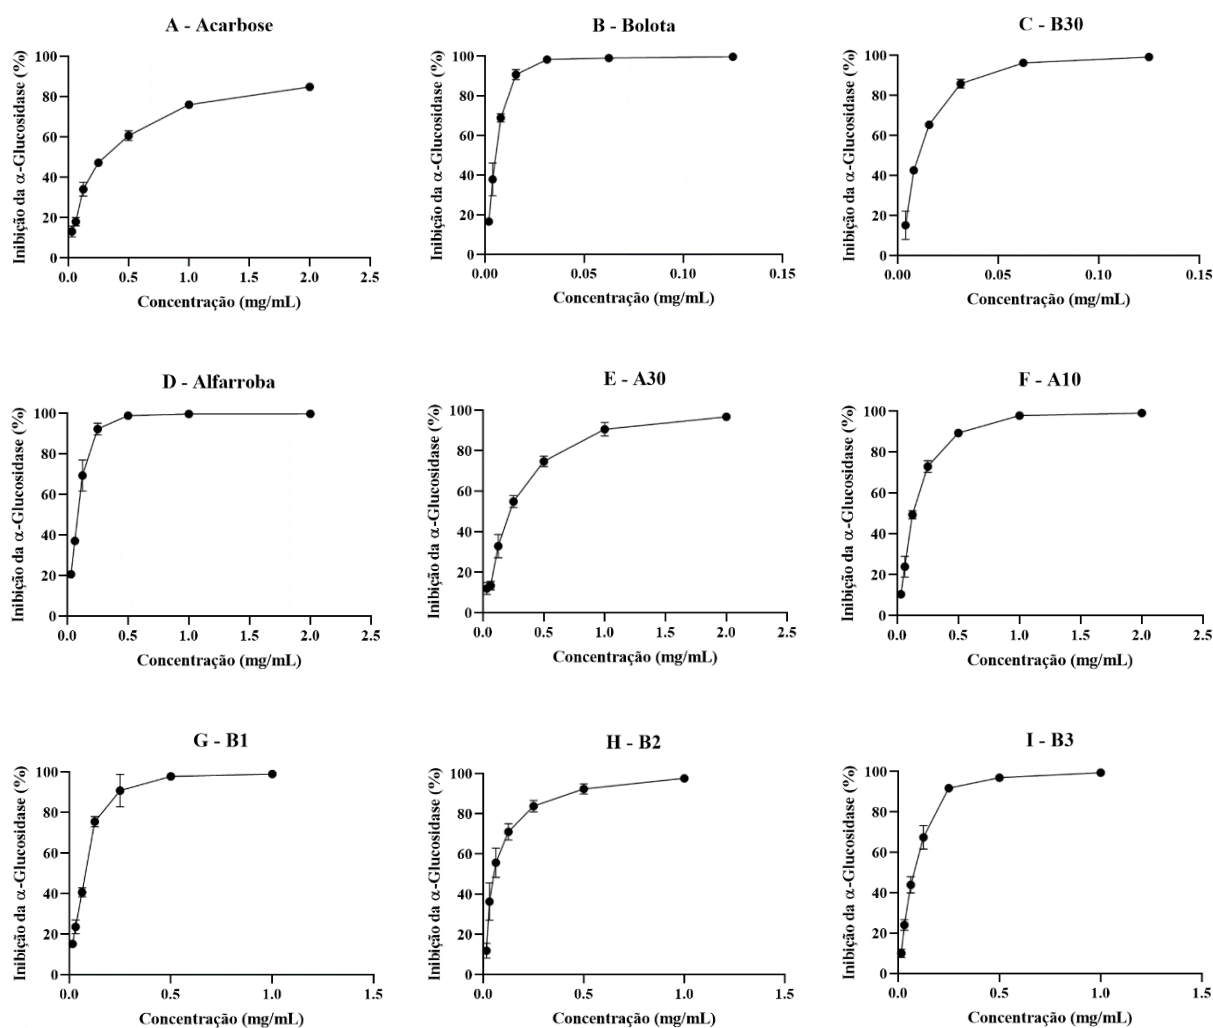 A - Acarbose
Inibição da α-Glucosidase (%)
100
80
60
40
20
0
0.0 0.5 1.0 1.5 2.0 2.5
Concentração (mg/mL)
B - Bolota
Inibição da α-Glucosidase (%)
100
80
60
40
20
0
0.00 0.05 0.10 0.15
Concentração (mg/mL)
C - B30
Inibição da α-Glucosidase (%)
100
80
60
40
20
0
0.00 0.05 0.10 0.15
Concentração (mg/mL)
D - Alfarroba
Inibição da α-Glucosidase (%)
100
80
60
40
20
0
0.0 0.5 1.0 1.5 2.0 2.5
Concentração (mg/mL)
E - A30
Inibição da α-Glucosidase (%)
100
80
60
40
20
0
0.0 0.5 1.0 1.5 2.0 2.5
Concentração (mg/mL)
F - A10
Inibição da α-Glucosidase (%)
100
80
60
40
20
0
0.0 0.5 1.0 1.5 2.0 2.5
Concentração (mg/mL)
G - B1
Inibição da α-Glucosidase (%)
100
80
60
40
20
0
0.0 0.5 1.0 1.5
Concentração (mg/mL)
H - B2
Inibição da α-Glucosidase (%)
100
80
60
40
20
0
0.0 0.5 1.0 1.5
Concentração (mg/mL)
I - B3
Inibição da α-Glucosidase (%)
100
80
60
40
20
0
0.0 0.5 1.0 1.5
Concentração (mg/mL)